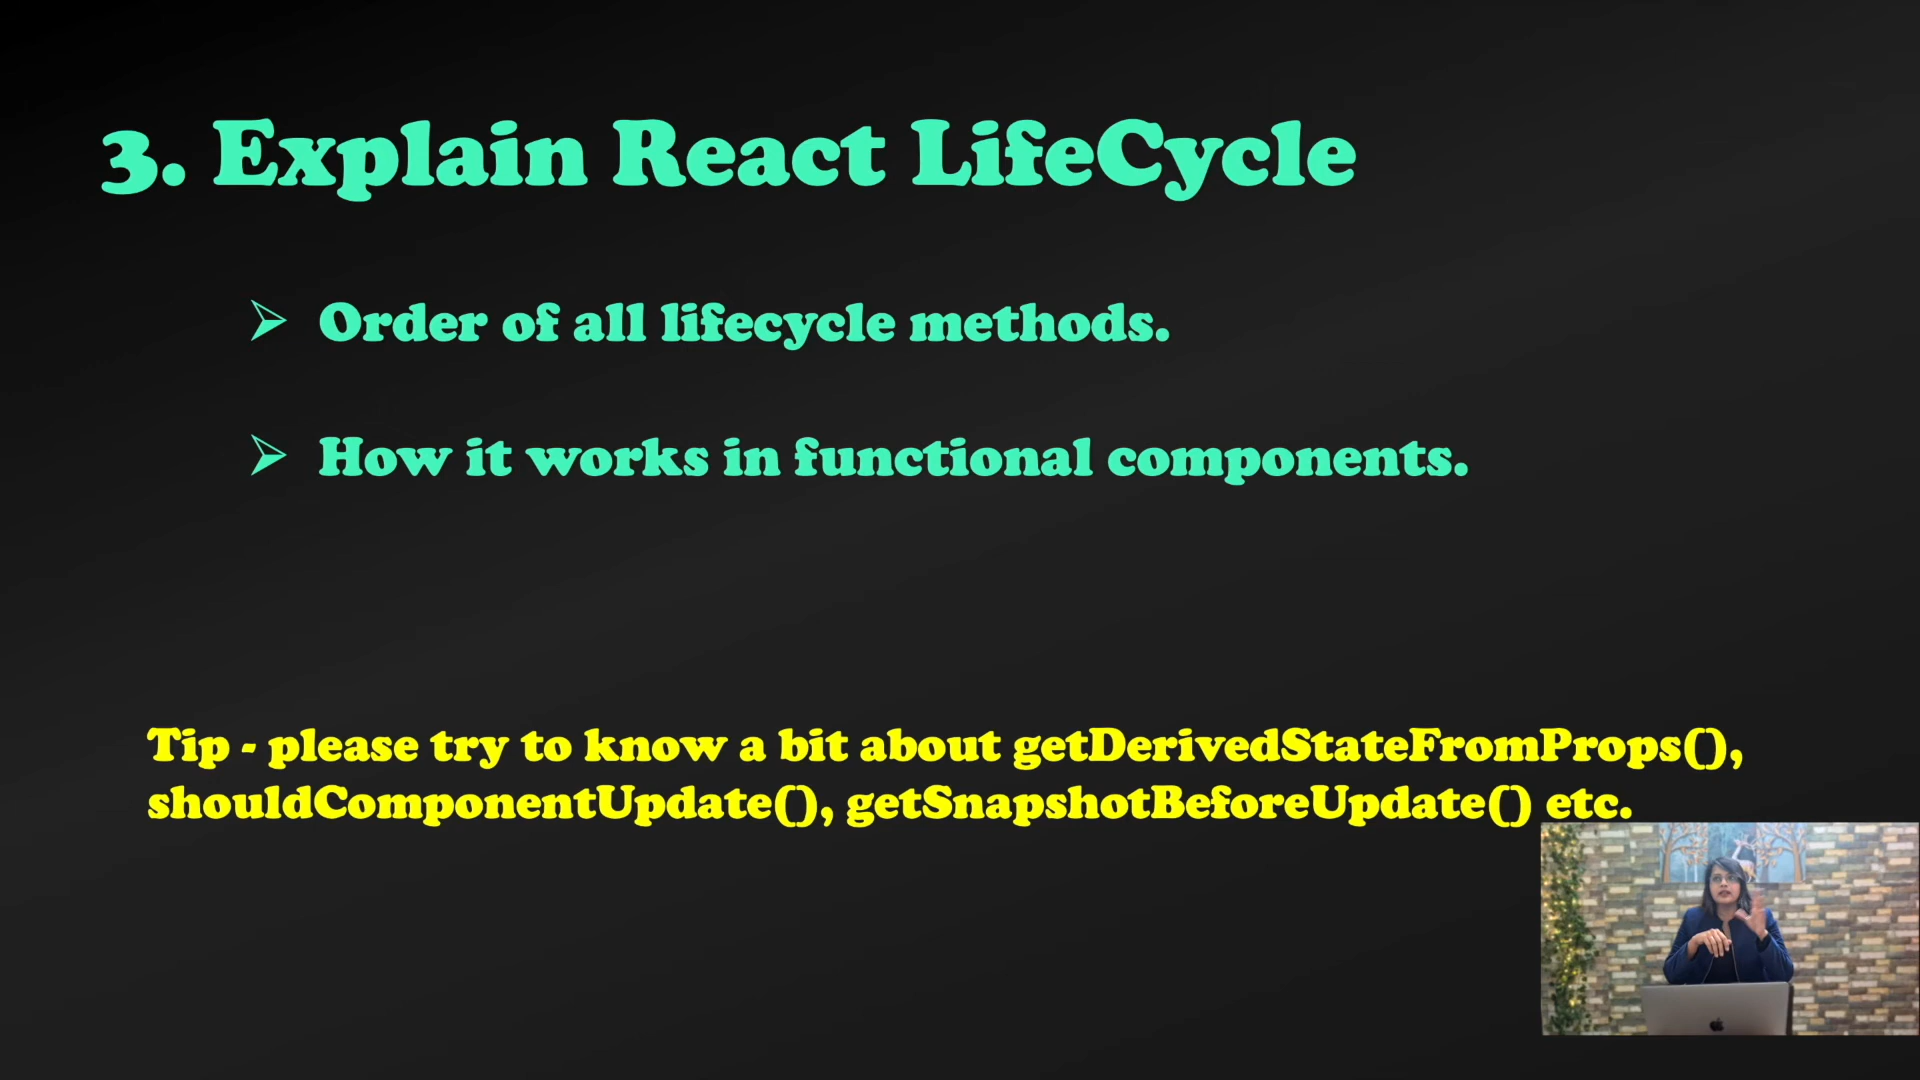 3. Explain React LifeCycle
➢ Order of all lifecycle methods.
➢ How it works in functional components.
Tip - please try to know a bit about getDerivedStateFromProps(),
shouldComponentUpdate(), getSnapshotBeforeUpdate() etc.